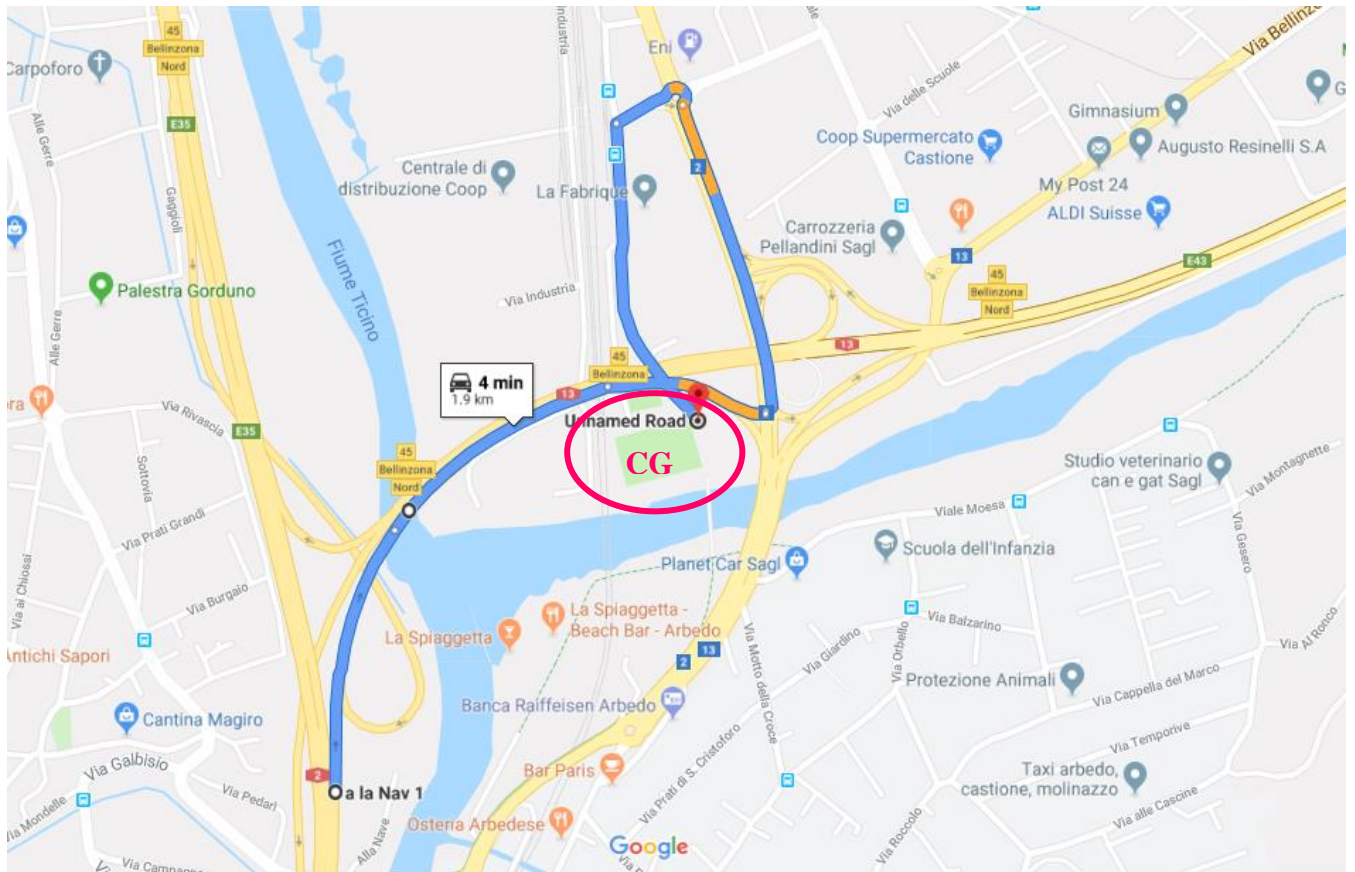 45
Bellinzona
Nord
Carpoforo
Alle Gerre
E35
Gaggioli
Palestra Gorduno
Alle Gerre
Fiume Ticino
Industria
Eni
Via delle Scuole
Via Bellin
Gimnasium
Augusto Resinelli S.A
Coop Supermercato
Castione
My Post 24
ALDI Suisse
Centrale di
distribuzione Coop
La Fabrique
2
Carrozzeria
Pellandini Sagl
13
E43
45
Bellinzona
Nord
Via Industria
13
45
Bellinzona
4 min
1.9 km
13
Unnamed Road
CG
Via Rivascia
E35
Sottovia
45
Bellinzona
Nord
Via Prati Grandi
Via ai Chiossi
Via Burgaio
Antichi Sapori
Studio veterinario
can e gat Sagl
Via Montagnette
Viale Moesa
Via Gesero
Scuola dell'Infanzia
Planet Car Sagl
La Spiaggetta -
Beach Bar - Arbedo
La Spiaggetta
Via Balzarino
Via Giardino
Via Orbello
Via Al Ronco
2
13
Via Motto della Croce
Protezione Animali
Via Cappella del Marco
Banca Raiffeisen Arbedo
Cantina Magiro
Via Galbisio
Via Temporive
Via Prati di S. Cristoforo
Bar Paris
Taxi arbedo,
castione, molinazzo
2
a la Nav 1
Via Pedari
Via Mondelle
Osteria Arbedese
Via alle Cascine
Via Roccolo
Alla Nave
Google